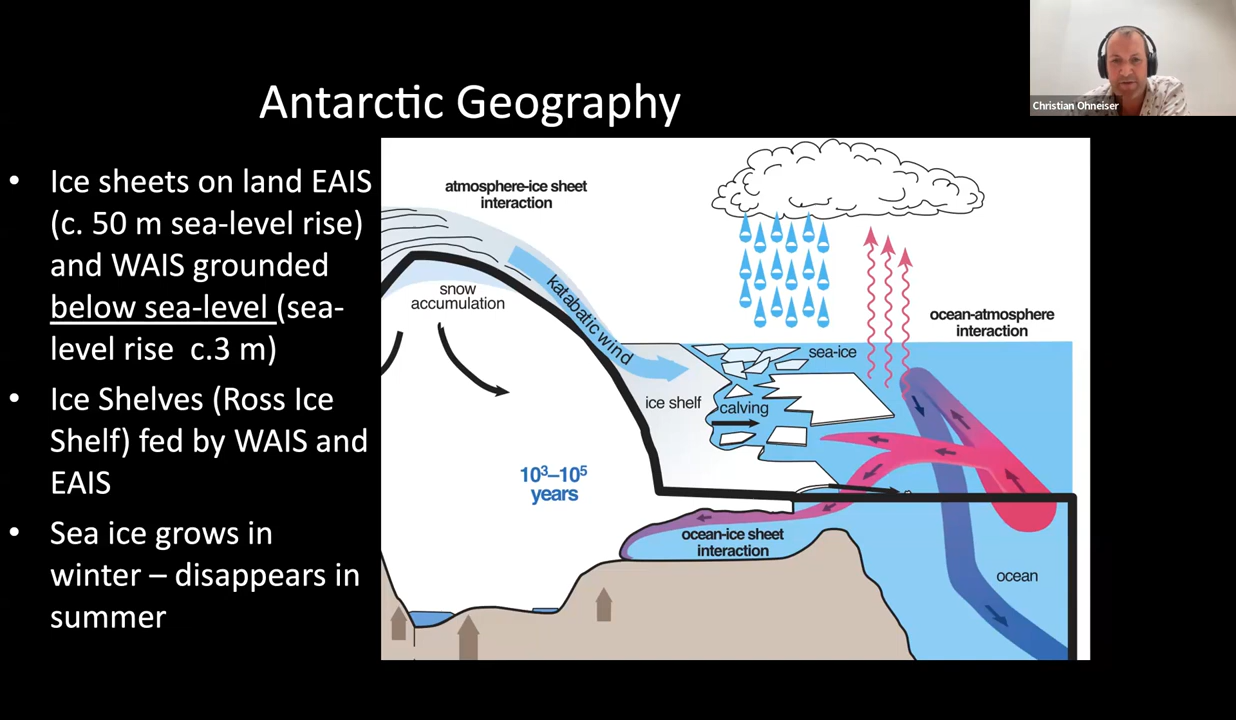 Christian Ohneiser
Antarctic Geography
• Ice sheets on land EAIS
(c. 50 m sea-level rise)
and WAIS grounded
below sea-level (sea-
level rise c.3 m)
• Ice Shelves (Ross Ice
Shelf) fed by WAIS and
EAIS
• Sea ice grows in
winter – disappears in
summer
atmosphere-ice sheet
interaction
snow
accumulation
katabatic wind
ocean-atmosphere
interaction
sea-ice
ice shelf
calving
10³–10⁵
years
ocean-ice sheet
interaction
ocean